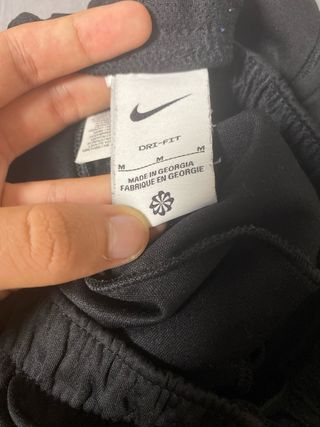 DRI-FIT
M M M
MADE IN GEORGIA
FABRIQUÉ EN GEORGIE